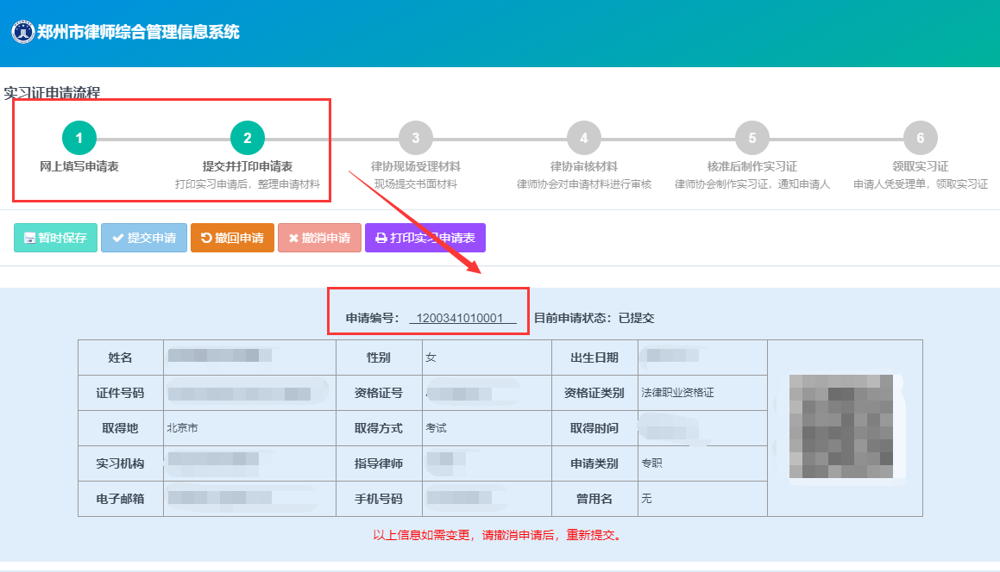 郑州市律师综合管理信息系统
实习证申请流程
1 2 3 4 5 6
网上填写申请表 提交并打印申请表 律协现场受理材料 律协审核材料 核准后制作实习证 领取实习证
打印实习申请后，整理申请材料 现场提交书面材料 律师协会对申请材料进行审核 律师协会制作实习证，通知申请人 申请人凭受理单，领取实习证
暂时保存 提交申请 撤回申请 撤消申请 打印实习申请表
申请编号： 1200341010001 目前申请状态：已提交
姓名 性别 女 出生日期
证件号码 资格证号 资格证类别 法律职业资格证
取得地 北京市 取得方式 考试 取得时间
实习机构 指导律师 申请类别 专职
电子邮箱 手机号码 曾用名 无
以上信息如需变更，请撤消申请后，重新提交。